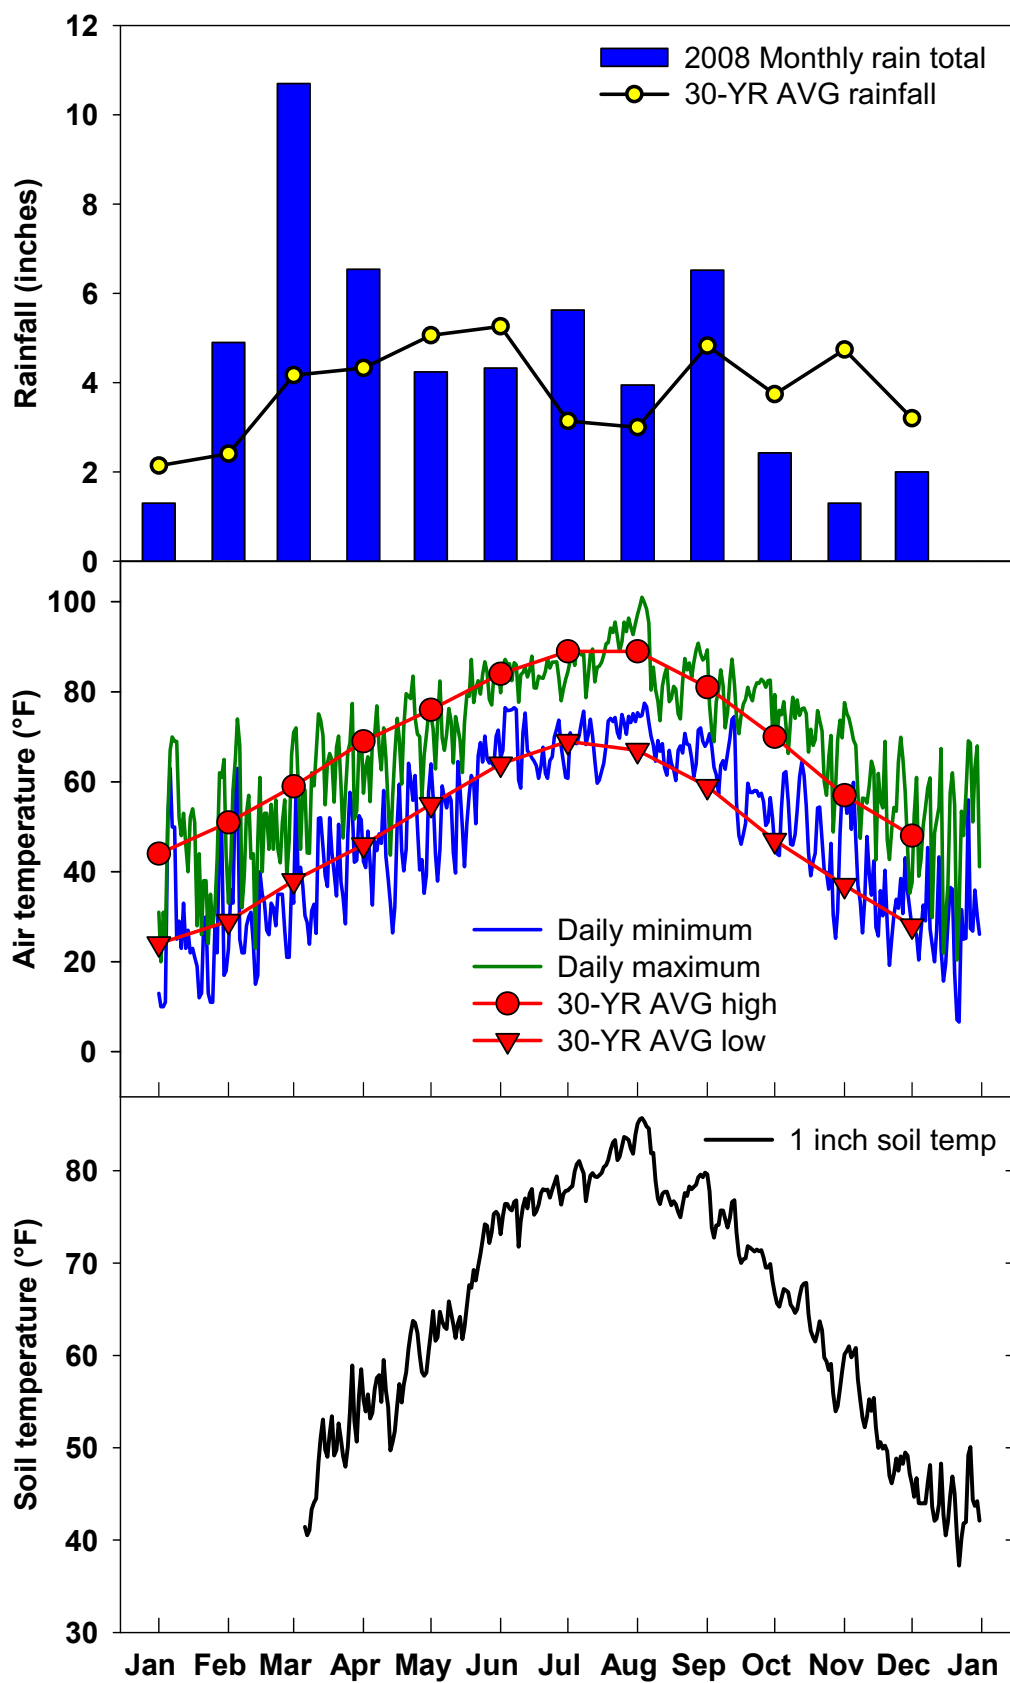 12
10
8
6
4
2
0
Rainfall (inches)
2008 Monthly rain total
30-YR AVG rainfall
100
80
60
40
20
0
Air temperature (°F)
Daily minimum
Daily maximum
30-YR AVG high
30-YR AVG low
80
70
60
50
40
30
Soil temperature (°F)
1 inch soil temp
Jan Feb Mar Apr May Jun Jul Aug Sep Oct Nov Dec Jan